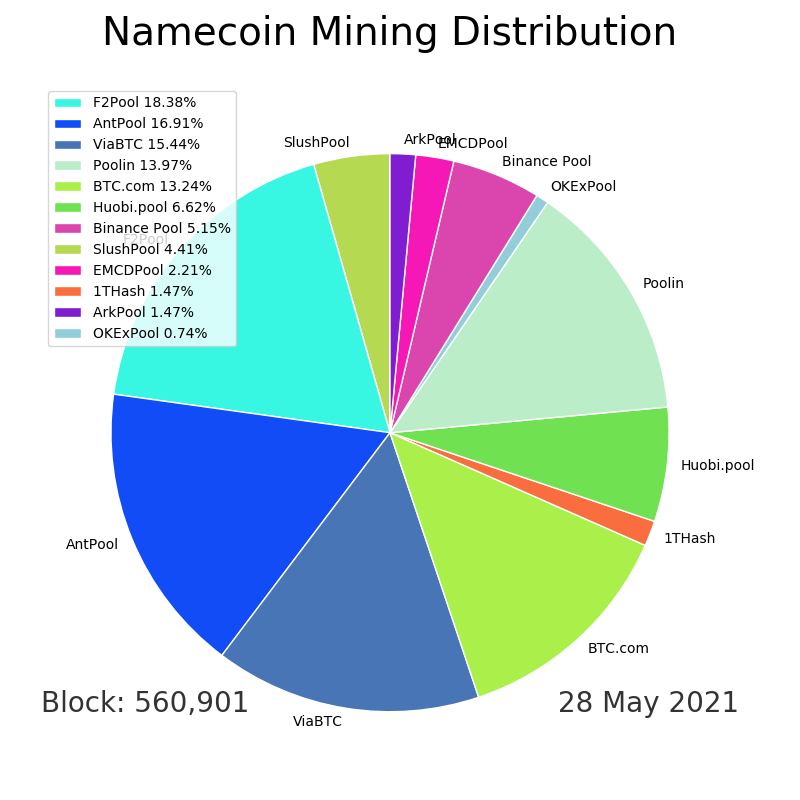 Namecoin Mining Distribution
F2Pool 18.38%
AntPool 16.91%
ViaBTC 15.44%
Poolin 13.97%
BTC.com 13.24%
Huobi.pool 6.62%
Binance Pool 5.15%
SlushPool 4.41%
EMCDPool 2.21%
1THash 1.47%
ArkPool 1.47%
OKExPool 0.74%
SlushPool
ArkPool
EMCDPool
Binance Pool
OKExPool
F2Pool
Poolin
Huobi.pool
1THash
AntPool
BTC.com
ViaBTC
Block: 560,901
28 May 2021